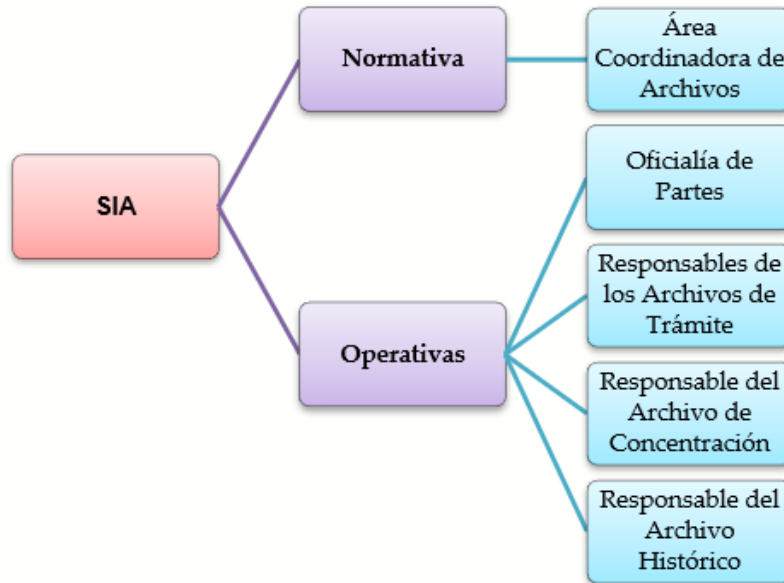 SIA
Normativa
Área
Coordinadora de
Archivos
Operativas
Oficialía de
Partes
Responsables de
los Archivos de
Trámite
Responsable del
Archivo de
Concentración
Responsable del
Archivo
Histórico